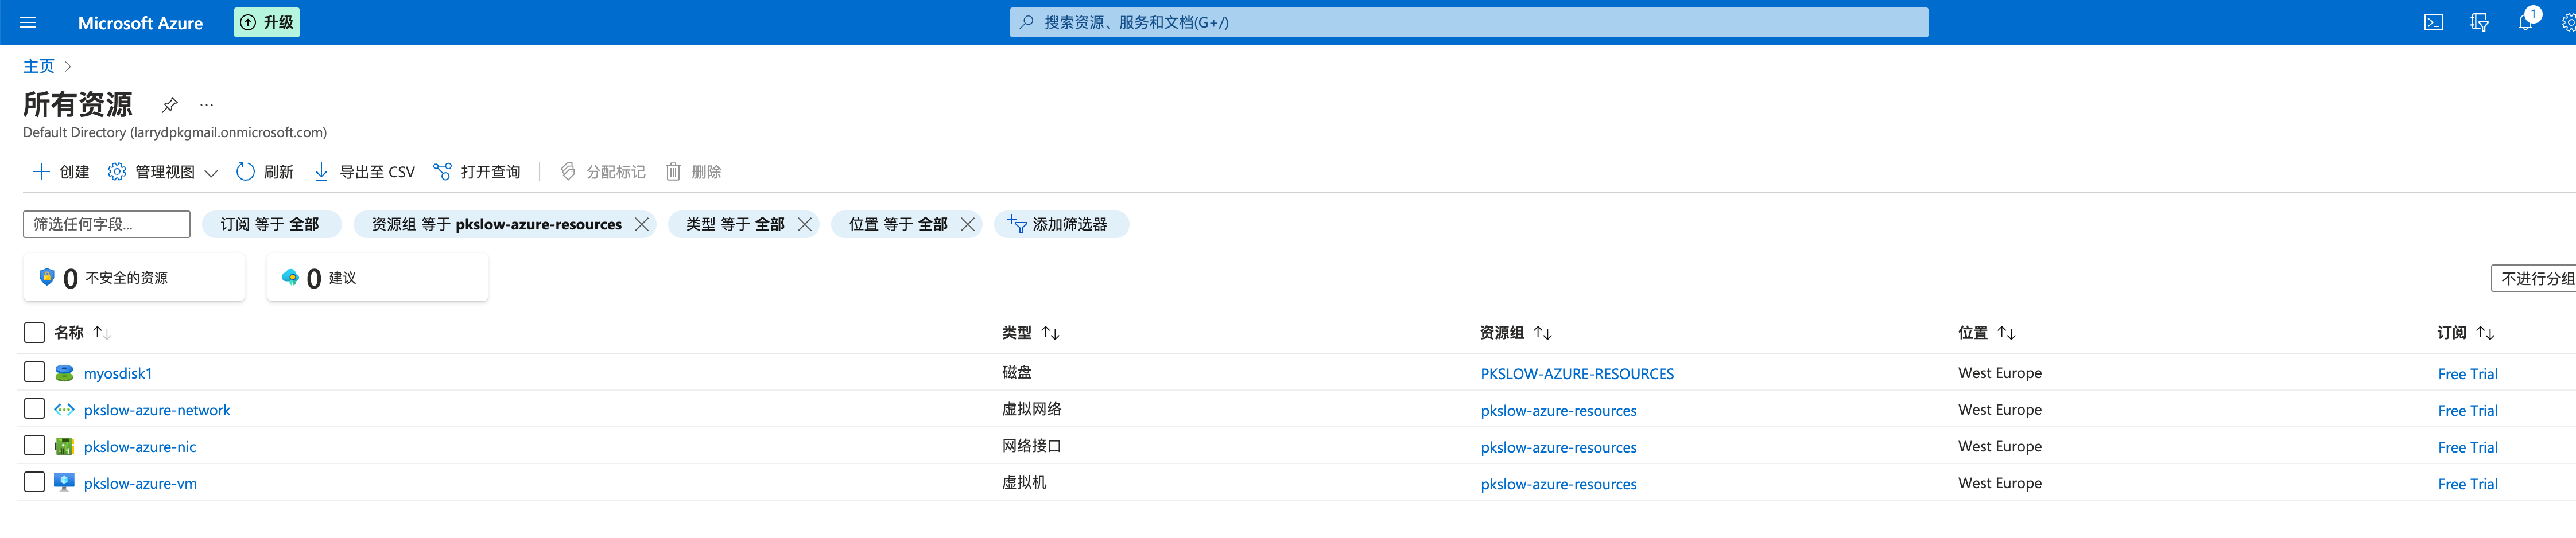 Microsoft Azure 升级 搜索资源、服务和文档(G+/) 1
主页
所有资源 ...
Default Directory (larrydpkgmail.onmicrosoft.com)
创建 管理视图 刷新 导出至 CSV 打开查询 分配标记 删除
筛选任何字段... 订阅 等于 全部 资源组 等于 pkslow-azure-resources 类型 等于 全部 位置 等于 全部 添加筛选器
0 不安全的资源 0 建议 不进行分组
名称 类型 资源组 位置 订阅
myosdisk1 磁盘 PKSLOW-AZURE-RESOURCES West Europe Free Trial
pkslow-azure-network 虚拟网络 pkslow-azure-resources West Europe Free Trial
pkslow-azure-nic 网络接口 pkslow-azure-resources West Europe Free Trial
pkslow-azure-vm 虚拟机 pkslow-azure-resources West Europe Free Trial